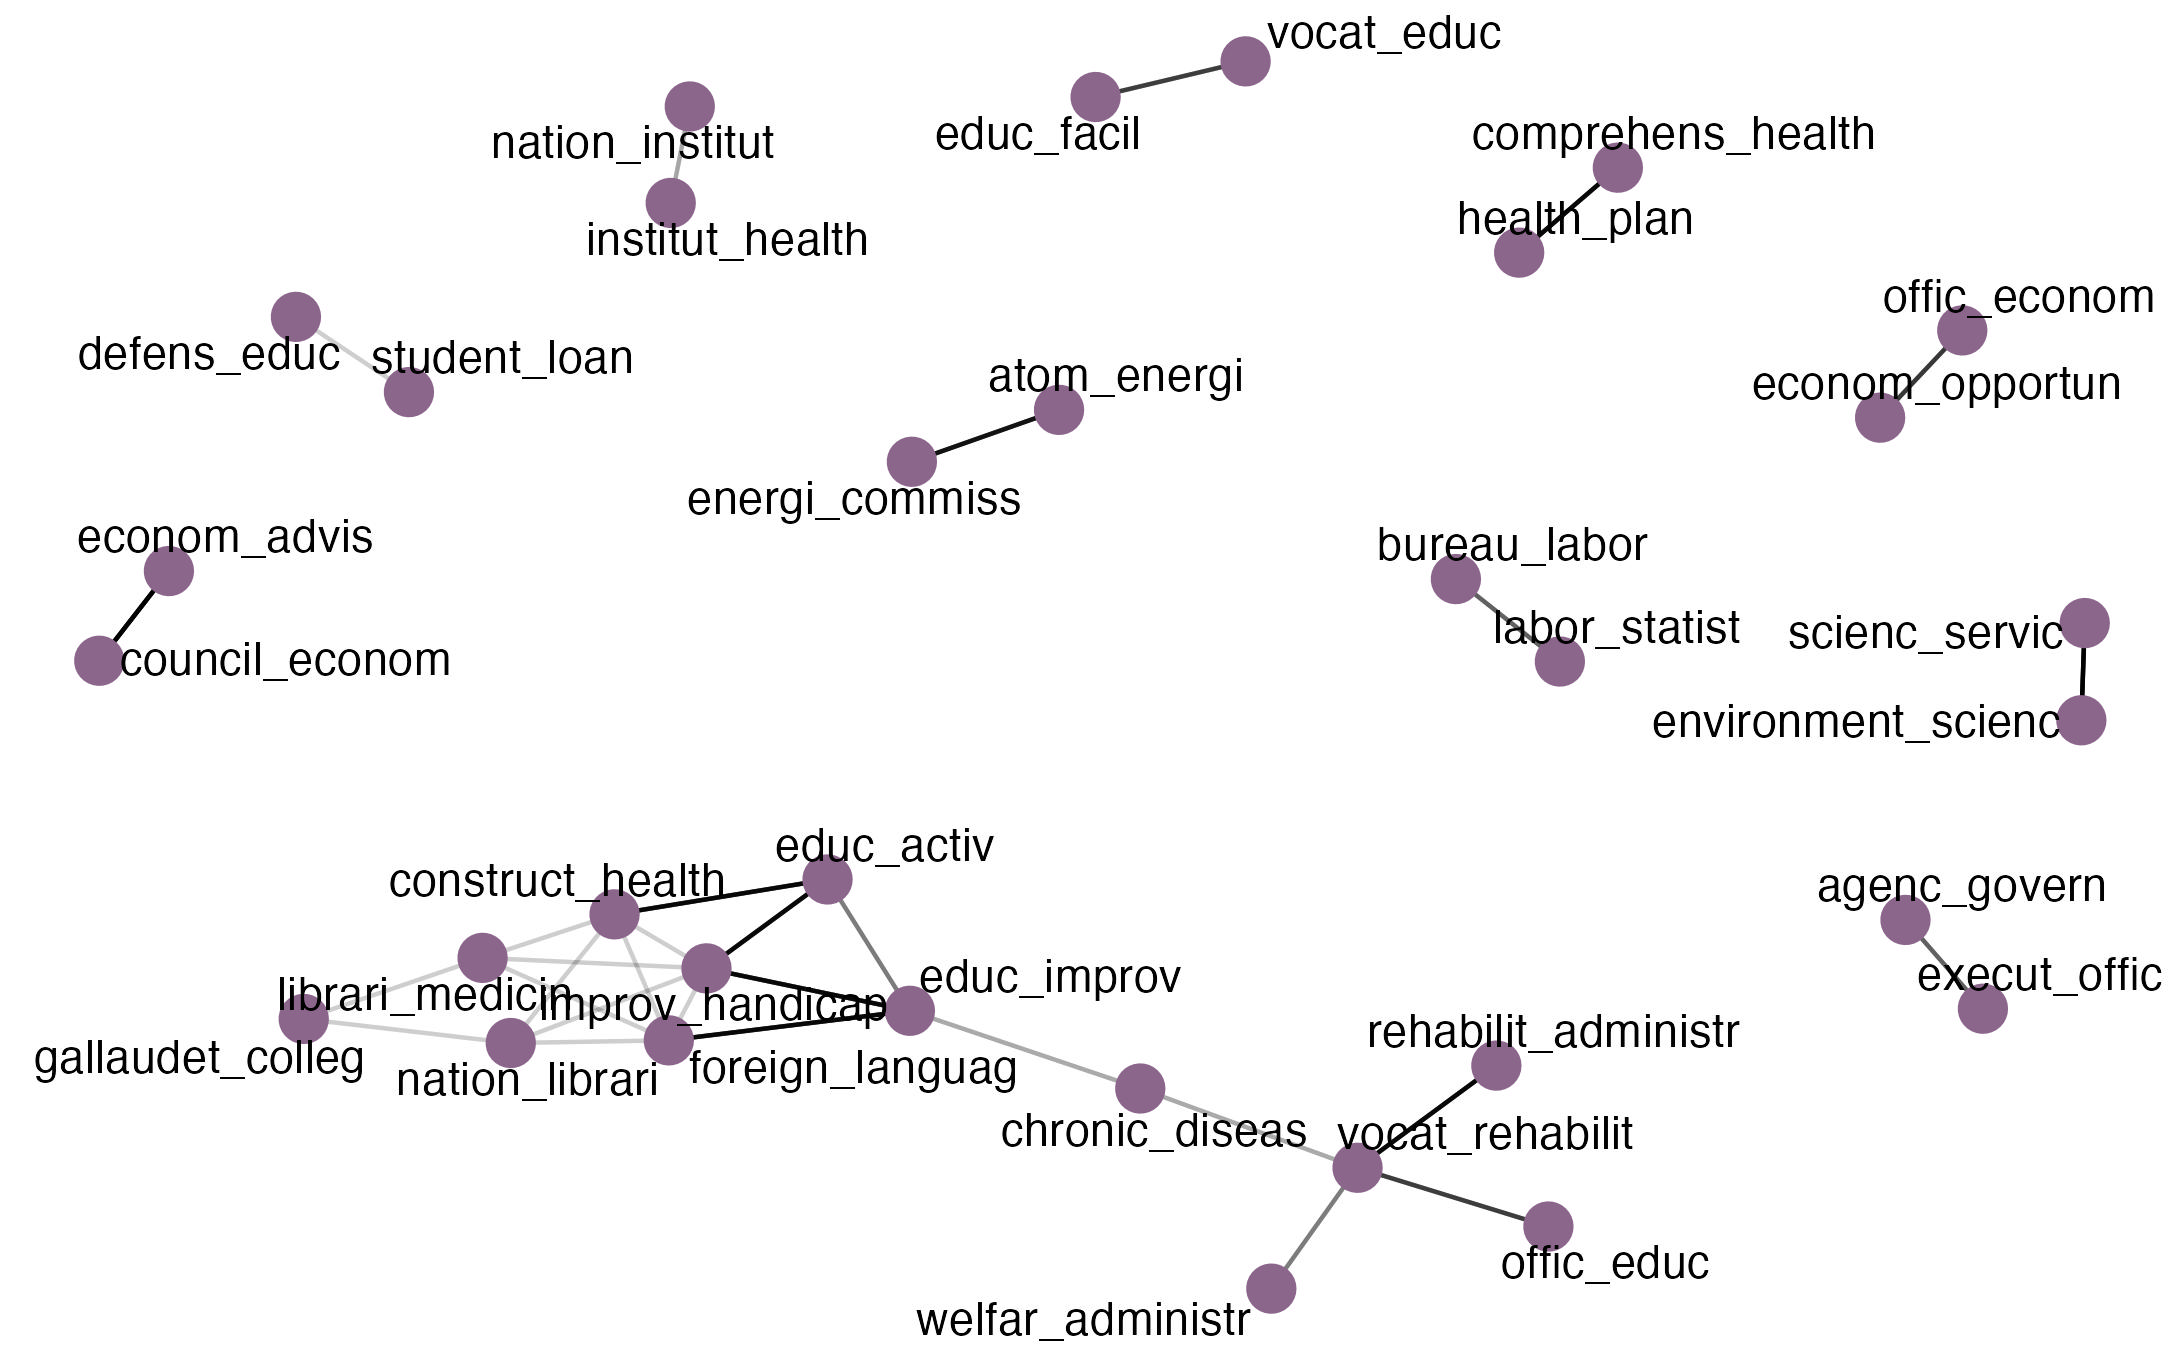 vocat_educ
nation_institut
educ_facil
comprehens_health
institut_health
health_plan
offic_econom
defens_educ
student_loan
atom_energi
econom_opportun
energi_commiss
econom_advis
bureau_labor
council_econom
labor_statist
scienc_servic
environment_scienc
educ_activ
construct_health
agenc_govern
librari_medicin
improv_handicap
educ_improv
execut_offic
gallaudet_colleg
nation_librari
foreign_languag
rehabilit_administr
chronic_diseas
vocat_rehabilit
offic_educ
welfar_administr